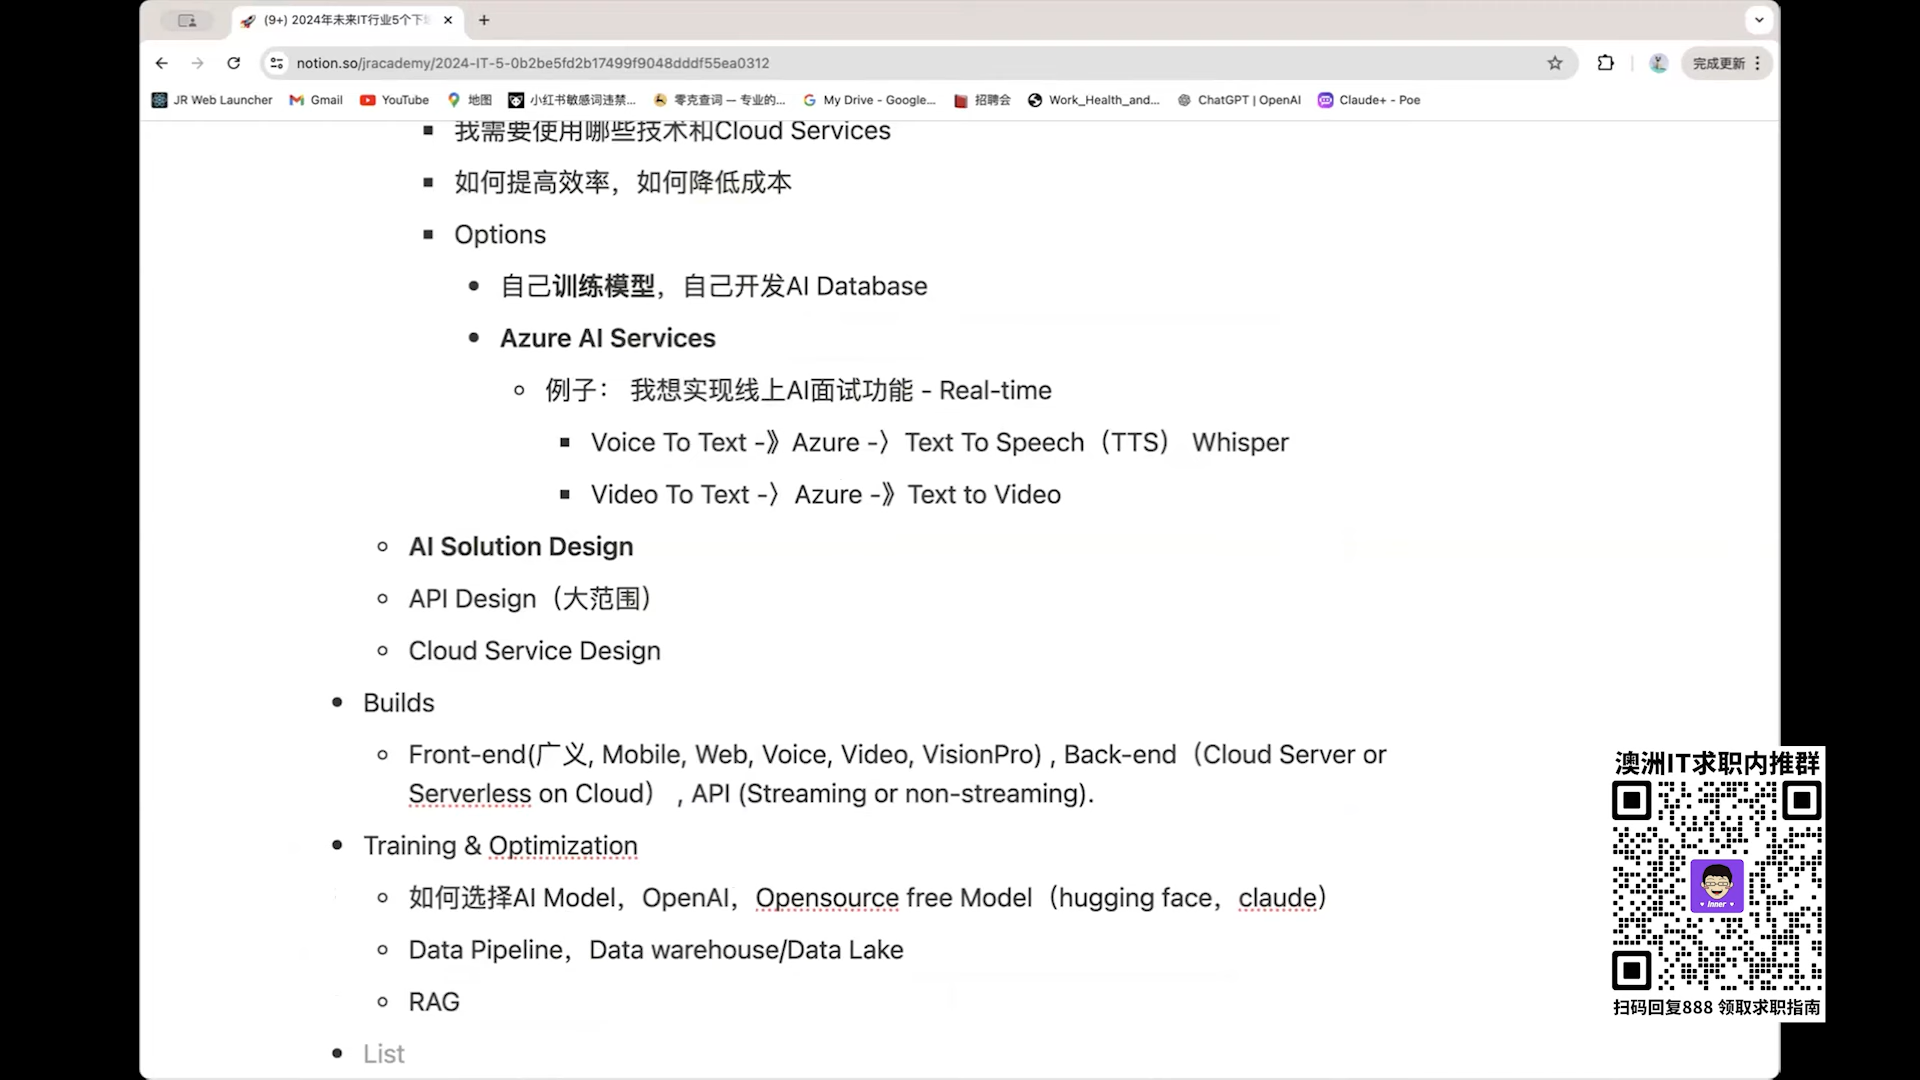 (9+) 2024年未来IT行业5个下
notion.so/jracademy/2024-IT-5-0b2be5fd2b17499f9048dddf55ea0312
完成更新
JR Web Launcher
Gmail
YouTube
地图
小红书敏感词违禁...
零克查词 — 专业的...
My Drive - Google...
招聘会
Work_Health_and...
ChatGPT | OpenAI
Claude+ - Poe
我需要使用哪些技术和Cloud Services
如何提高效率，如何降低成本
Options
自己训练模型，自己开发AI Database
Azure AI Services
例子： 我想实现线上AI面试功能 - Real-time
Voice To Text -》Azure -〉Text To Speech（TTS） Whisper
Video To Text -〉Azure -》Text to Video
AI Solution Design
API Design（大范围）
Cloud Service Design
Builds
Front-end(广义, Mobile, Web, Voice, Video, VisionPro) , Back-end（Cloud Server or
Serverless on Cloud） , API (Streaming or non-streaming).
Training & Optimization
如何选择AI Model，OpenAI，Opensource free Model（hugging face，claude）
Data Pipeline，Data warehouse/Data Lake
RAG
List
澳洲IT求职内推群
Inner
扫码回复888 领取求职指南